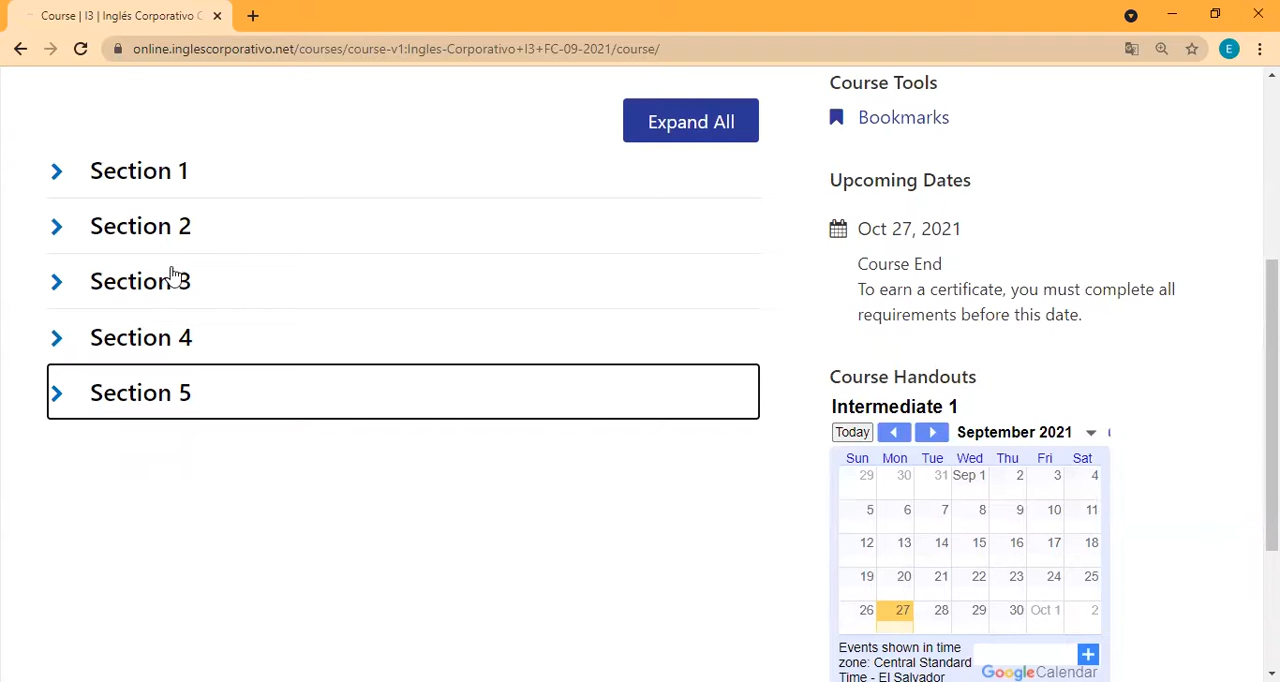 Course | I3 | Inglés Corporativo
online.inglescorporativo.net/courses/course-v1:Ingles-Corporativo+I3+FC-09-2021/course/
E
Expand All
Section 1
Section 2
Section 3
Section 4
Section 5
Course Tools
Bookmarks
Upcoming Dates
Oct 27, 2021
Course End
To earn a certificate, you must complete all
requirements before this date.
Course Handouts
Intermediate 1
Today September 2021
Sun Mon Tue Wed Thu Fri Sat
29 30 31 Sep 1 2 3 4
5 6 7 8 9 10 11
12 13 14 15 16 17 18
19 20 21 22 23 24 25
26 27 28 29 30 Oct 1 2
Events shown in time
zone: Central Standard
Time - El Salvador
Google Calendar